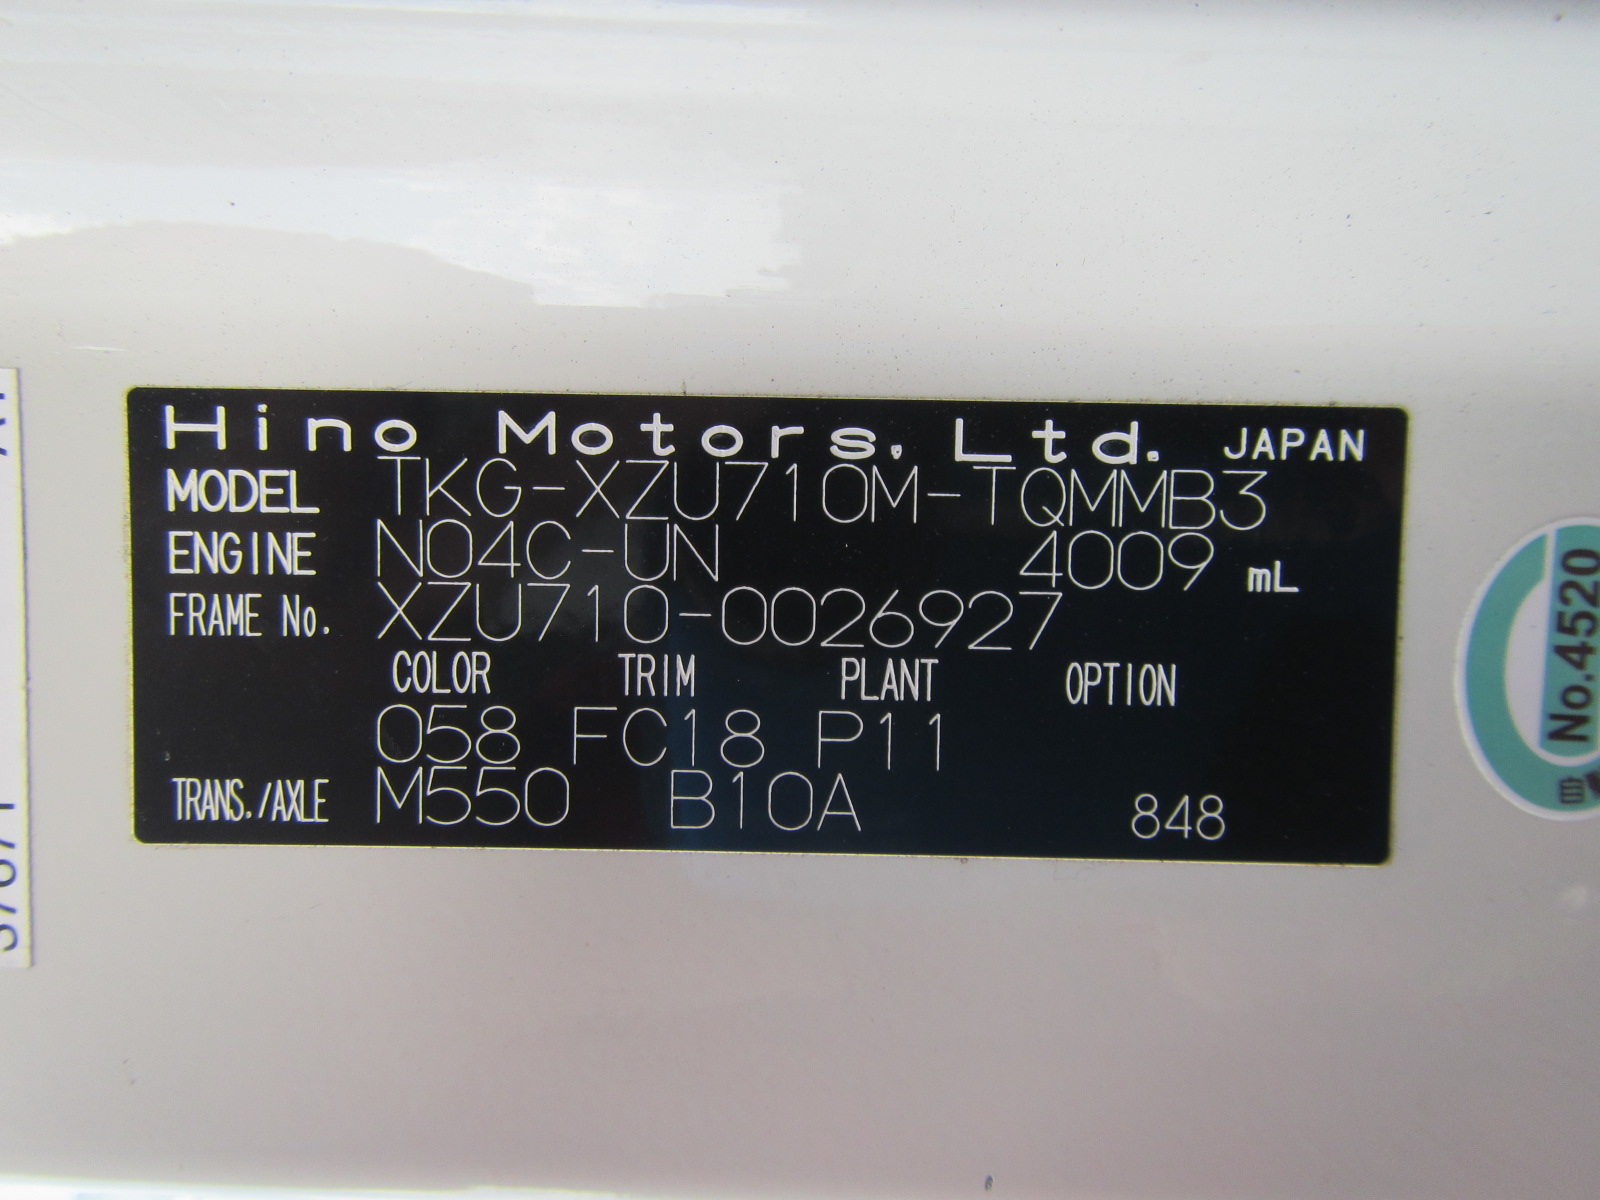 Hino Motors, Ltd. JAPAN
MODEL TKG-XZU710M-TQMMB3
ENGINE N04C-UN 4009 mL
FRAME No. XZU710-0026927
COLOR TRIM PLANT OPTION
058 FC18 P11
TRANS./AXLE M550 B10A 848
No.4520